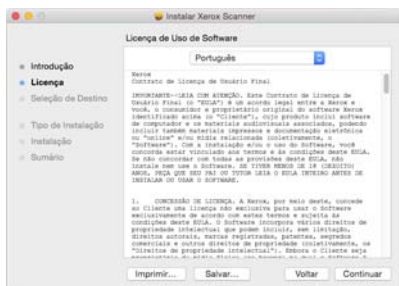 Instalar Xerox Scanner
Licença de Uso de Software
Introdução
Licença
Seleção de Destino
Tipo de Instalação
Instalação
Sumário
Português
Xerox
Contrato de Licença de Usuário Final
IMPORTANTE--LEIA COM ATENÇÃO. Este Contrato de Licença de
Usuário Final (o "EULA") é um acordo legal entre a Xerox e
você, o consumidor e proprietário original do software Xerox
identificado acima (o "Cliente"), cujo produto inclui software
de computador e os materiais audiovisuais associados, podendo
incluir também materiais impressos e documentação eletrônica
ou "online" e/ou mídia relacionada (coletivamente, o
"Software"). Com a instalação e/ou o uso do Software, você
concorda estar vinculado aos termos e às condições deste EULA.
Se não concordar com todas as provisões deste EULA, não
instale nem use o Software. SE TIVER MENOS DE 18 (DEZOITO)
ANOS, PEÇA QUE SEU PAI OU TUTOR LEIA O EULA INTEIRO ANTES DE
INSTALAR OU USAR O SOFTWARE.
1. CONCESSÃO DE LICENÇA. A Xerox, por meio deste, concede
ao Cliente uma licença não exclusiva para usar o Software
exclusivamente de acordo com estes termos e sujeita às
condições deste EULA. O Software incorpora vários direitos de
propriedade intelectual que podem incluir, sem limitação,
direitos autorais, marcas registradas, patentes, segredos
comerciais e outros direitos de propriedade (coletivamente, os
"Direitos de propriedade intelectual"). Embora o Cliente seja
Imprimir...
Salvar...
Voltar
Continuar